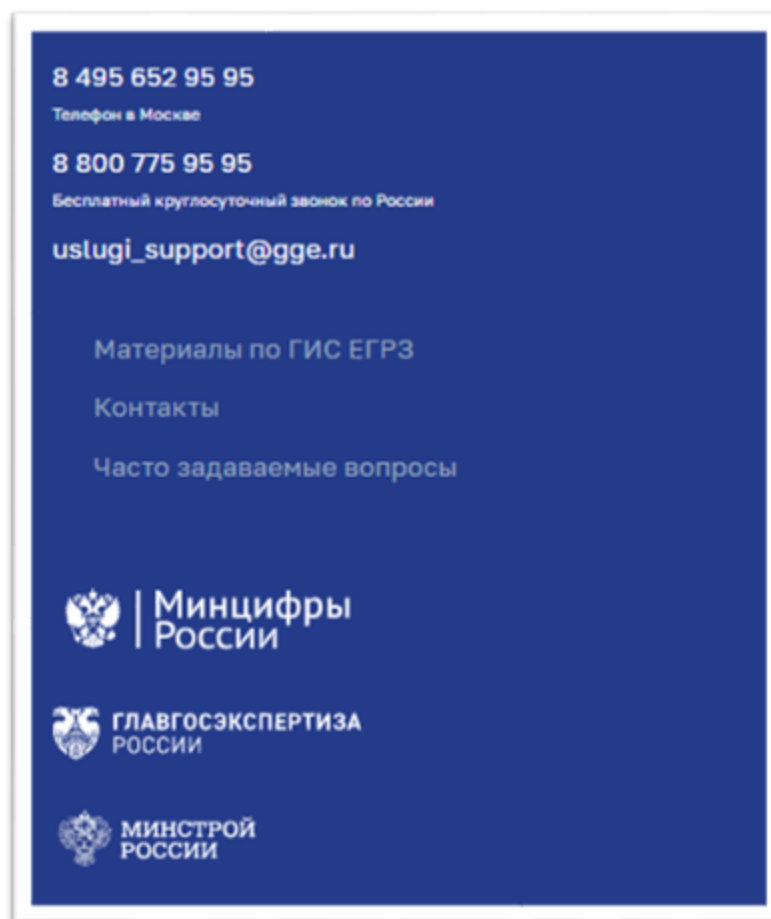 8 495 652 95 95
Телефон в Москве
8 800 775 95 95
Бесплатный круглосуточный звонок по России
uslugi_support@gge.ru
Материалы по ГИС ЕГРЗ
Контакты
Часто задаваемые вопросы
Минцифры
России
ГЛАВГОСЭКСПЕРТИЗА
РОССИИ
МИНСТРОЙ
РОССИИ